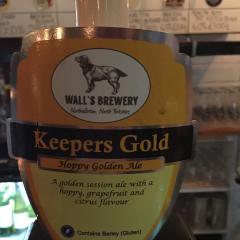 WALL'S BREWERY
Northallerton, North Yorkshire
Keepers Gold
Hoppy Golden Ale
A golden session ale with a
hoppy, grapefruit and
citrus flavour
Contains Barley (Gluten)